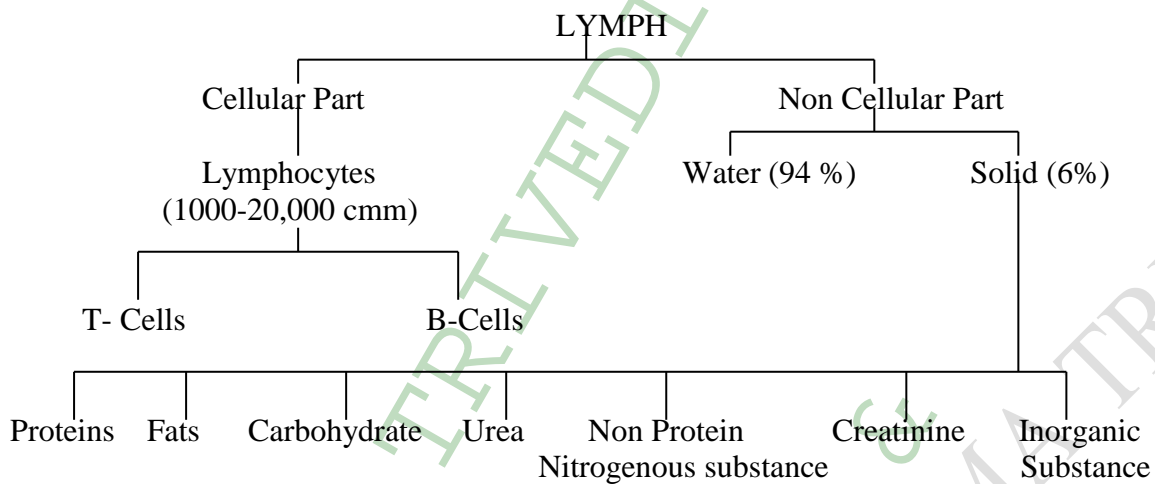 LYMPH
Cellular Part
Non Cellular Part
Lymphocytes
(1000-20,000 cmm)
Water (94 %)
Solid (6%)
T- Cells
B-Cells
Proteins
Fats
Carbohydrate
Urea
Non Protein
Nitrogenous substance
Creatinine
Inorganic
Substance
TRIVEDI
&